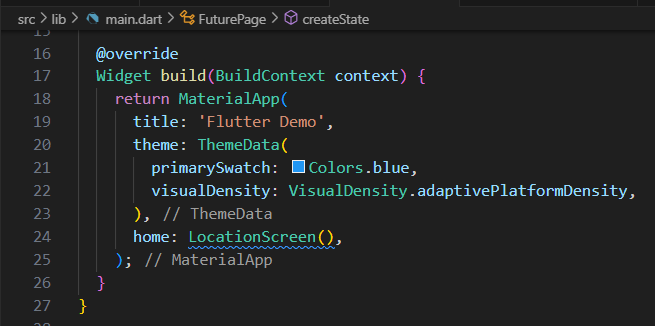 src > lib > main.dart > FuturePage > createState
16 @override
17 Widget build(BuildContext context) {
18 return MaterialApp(
19 title: 'Flutter Demo',
20 theme: ThemeData(
21 primarySwatch: Colors.blue,
22 visualDensity: VisualDensity.adaptivePlatformDensity,
23 ), // ThemeData
24 home: LocationScreen(),
25 ); // MaterialApp
26 }
27 }